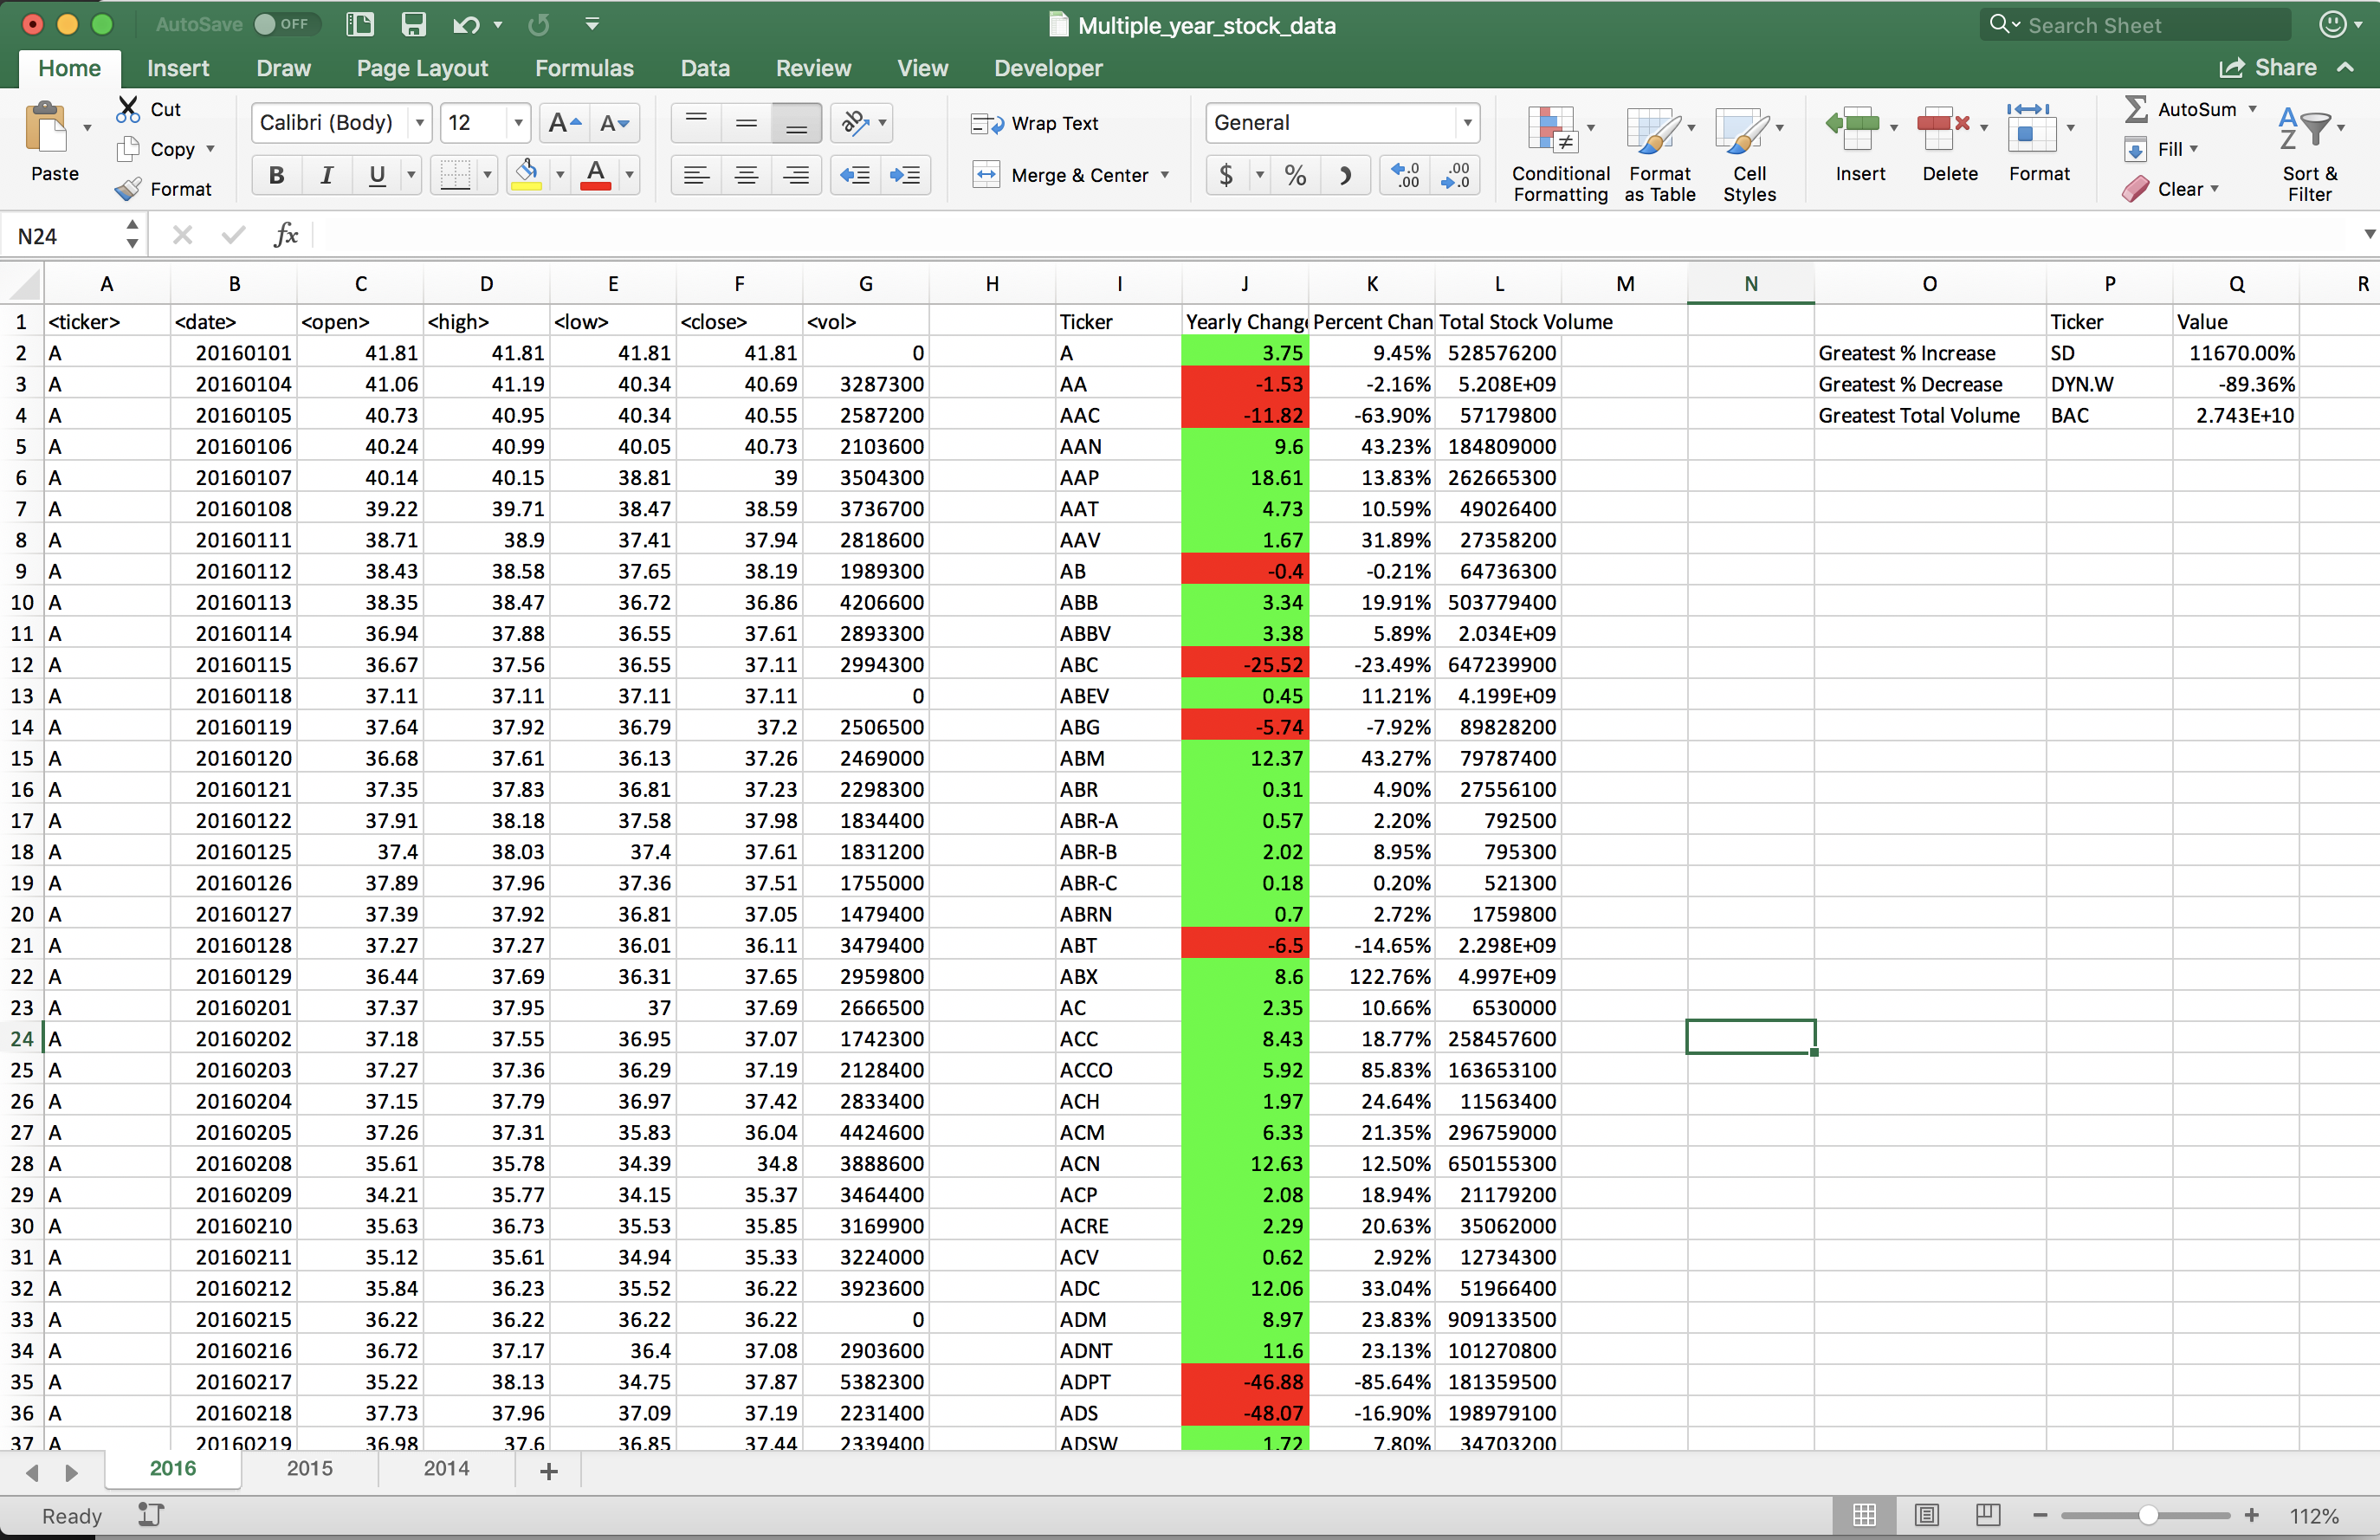 AutoSave OFF Multiple_year_stock_data Search Sheet
Home Insert Draw Page Layout Formulas Data Review View Developer Share
Paste Cut Copy Format
Calibri (Body) 12 A A
B I U A
ab Wrap Text
Merge & Center
General
$ % .0 .00 .00 .0
Conditional Formatting Format as Table Cell Styles Insert Delete Format
AutoSum Fill Clear Sort & Filter
N24 fx
A B C D E F G H I J K L M N O P Q R
1 <ticker> <date> <open> <high> <low> <close> <vol> Ticker Yearly Change Percent Chan Total Stock Volume Ticker Value
2 A 20160101 41.81 41.81 41.81 41.81 0 A 3.75 9.45% 528576200 Greatest % Increase SD 11670.00%
3 A 20160104 41.06 41.19 40.34 40.69 3287300 AA -1.53 -2.16% 5.208E+09 Greatest % Decrease DYN.W -89.36%
4 A 20160105 40.73 40.95 40.34 40.55 2587200 AAC -11.82 -63.90% 57179800 Greatest Total Volume BAC 2.743E+10
5 A 20160106 40.24 40.99 40.05 40.73 2103600 AAN 9.6 43.23% 184809000
6 A 20160107 40.14 40.15 38.81 39 3504300 AAP 18.61 13.83% 262665300
7 A 20160108 39.22 39.71 38.47 38.59 3736700 AAT 4.73 10.59% 49026400
8 A 20160111 38.71 38.9 37.41 37.94 2818600 AAV 1.67 31.89% 27358200
9 A 20160112 38.43 38.58 37.65 38.19 1989300 AB -0.4 -0.21% 64736300
10 A 20160113 38.35 38.47 36.72 36.86 4206600 ABB 3.34 19.91% 503779400
11 A 20160114 36.94 37.88 36.55 37.61 2893300 ABBV 3.38 5.89% 2.034E+09
12 A 20160115 36.67 37.56 36.55 37.11 2994300 ABC -25.52 -23.49% 647239900
13 A 20160118 37.11 37.11 37.11 37.11 0 ABEV 0.45 11.21% 4.199E+09
14 A 20160119 37.64 37.92 36.79 37.2 2506500 ABG -5.74 -7.92% 89828200
15 A 20160120 36.68 37.61 36.13 37.26 2469000 ABM 12.37 43.27% 79787400
16 A 20160121 37.35 37.83 36.81 37.23 2298300 ABR 0.31 4.90% 27556100
17 A 20160122 37.91 38.18 37.58 37.98 1834400 ABR-A 0.57 2.20% 792500
18 A 20160125 37.4 38.03 37.4 37.61 1831200 ABR-B 2.02 8.95% 795300
19 A 20160126 37.89 37.96 37.36 37.51 1755000 ABR-C 0.18 0.20% 521300
20 A 20160127 37.39 37.92 36.81 37.05 1479400 ABRN 0.7 2.72% 1759800
21 A 20160128 37.27 37.27 36.01 36.11 3479400 ABT -6.5 -14.65% 2.298E+09
22 A 20160129 36.44 37.69 36.31 37.65 2959800 ABX 8.6 122.76% 4.997E+09
23 A 20160201 37.37 37.95 37 37.69 2666500 AC 2.35 10.66% 6530000
24 A 20160202 37.18 37.55 36.95 37.07 1742300 ACC 8.43 18.77% 258457600
25 A 20160203 37.27 37.36 36.29 37.19 2128400 ACCO 5.92 85.83% 163653100
26 A 20160204 37.15 37.79 36.97 37.42 2833400 ACH 1.97 24.64% 11563400
27 A 20160205 37.26 37.31 35.83 36.04 4424600 ACM 6.33 21.35% 296759000
28 A 20160208 35.61 35.78 34.39 34.8 3888600 ACN 12.63 12.50% 650155300
29 A 20160209 34.21 35.77 34.15 35.37 3464400 ACP 2.08 18.94% 21179200
30 A 20160210 35.63 36.73 35.53 35.85 3169900 ACRE 2.29 20.63% 35062000
31 A 20160211 35.12 35.61 34.94 35.33 3224000 ACV 0.62 2.92% 12734300
32 A 20160212 35.84 36.23 35.52 36.22 3923600 ADC 12.06 33.04% 51966400
33 A 20160215 36.22 36.22 36.22 36.22 0 ADM 8.97 23.83% 909133500
34 A 20160216 36.72 37.17 36.4 37.08 2903600 ADNT 11.6 23.13% 101270800
35 A 20160217 35.22 38.13 34.75 37.87 5382300 ADPT -46.88 -85.64% 181359500
36 A 20160218 37.73 37.96 37.09 37.19 2231400 ADS -48.07 -16.90% 198979100
37 A 20160219 36.98 37.6 36.85 37.44 2339400 ADSW 1.72 7.80% 34703200
2016 2015 2014 +
Ready 112%